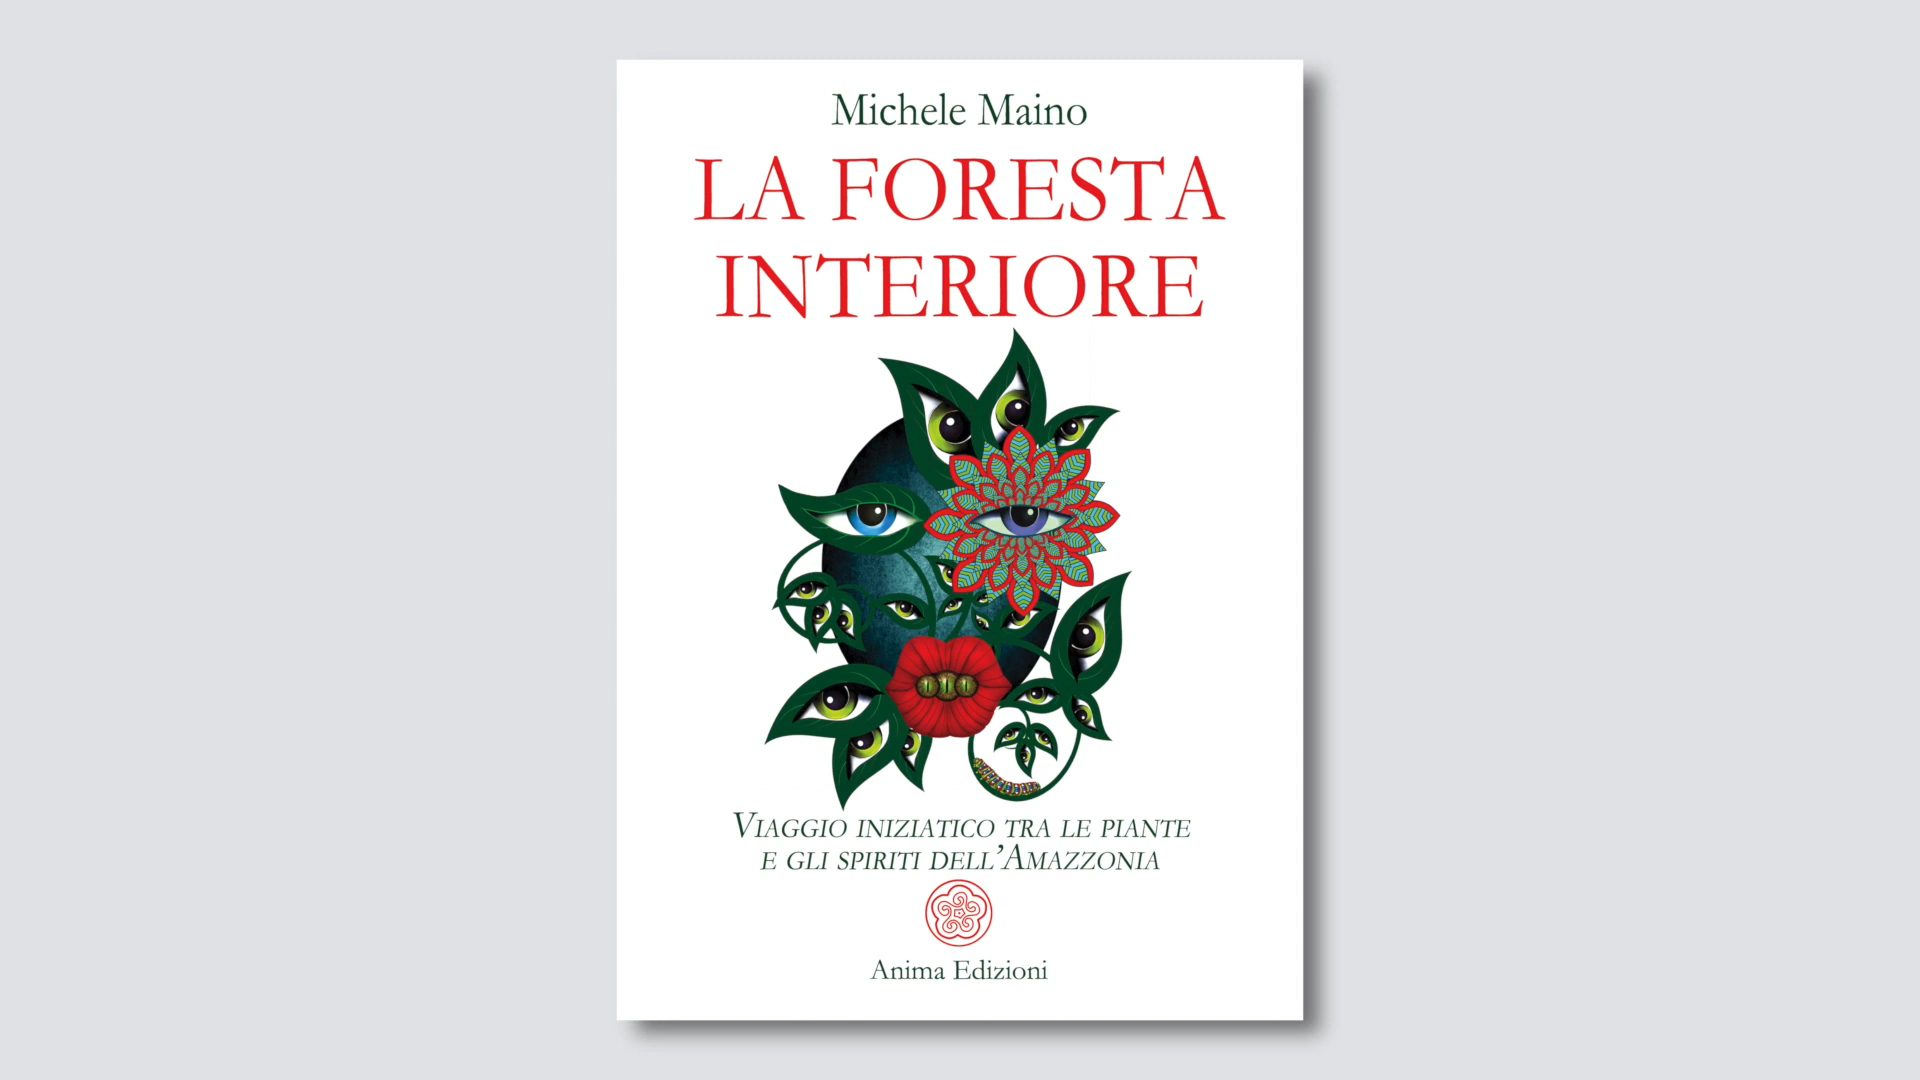 Michele Maino
LA FORESTA
INTERIORE
Viaggio iniziatico tra le piante
e gli spiriti dell’Amazzonia
Anima Edizioni